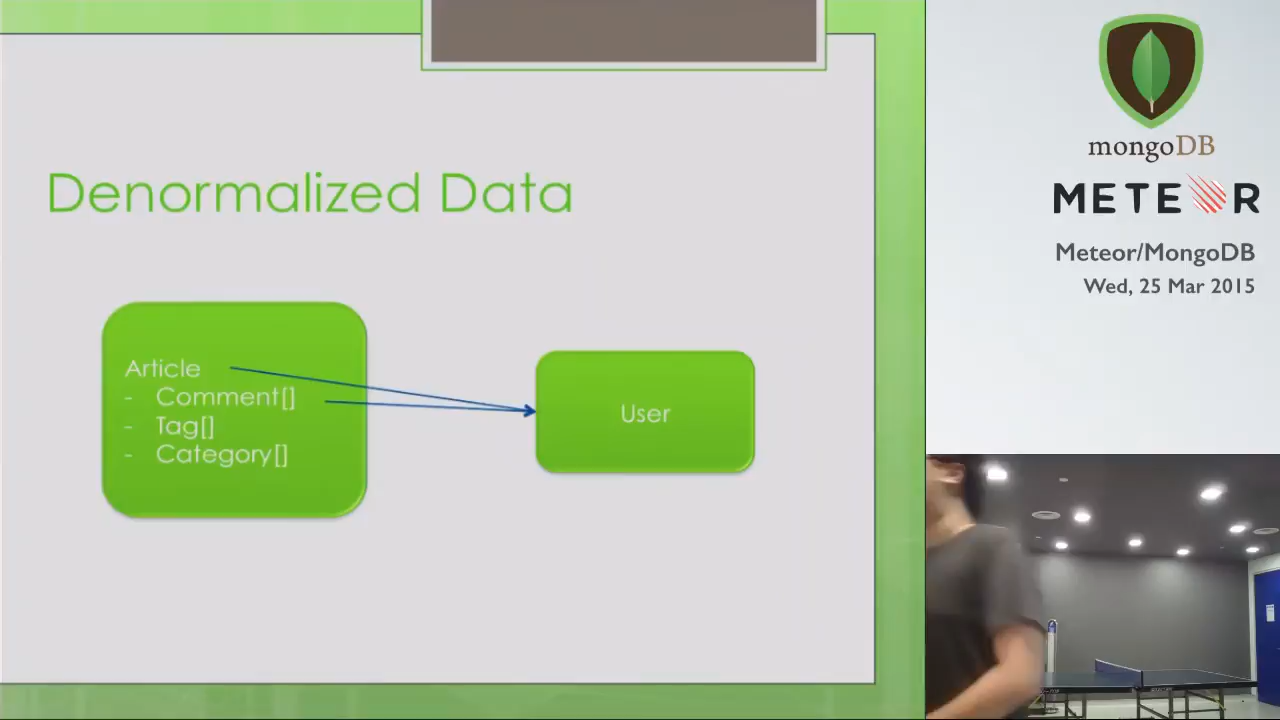 Denormalized Data
Article
- Comment[]
- Tag[]
- Category[]
User
mongoDB
METEOR
Meteor/MongoDB
Wed, 25 Mar 2015